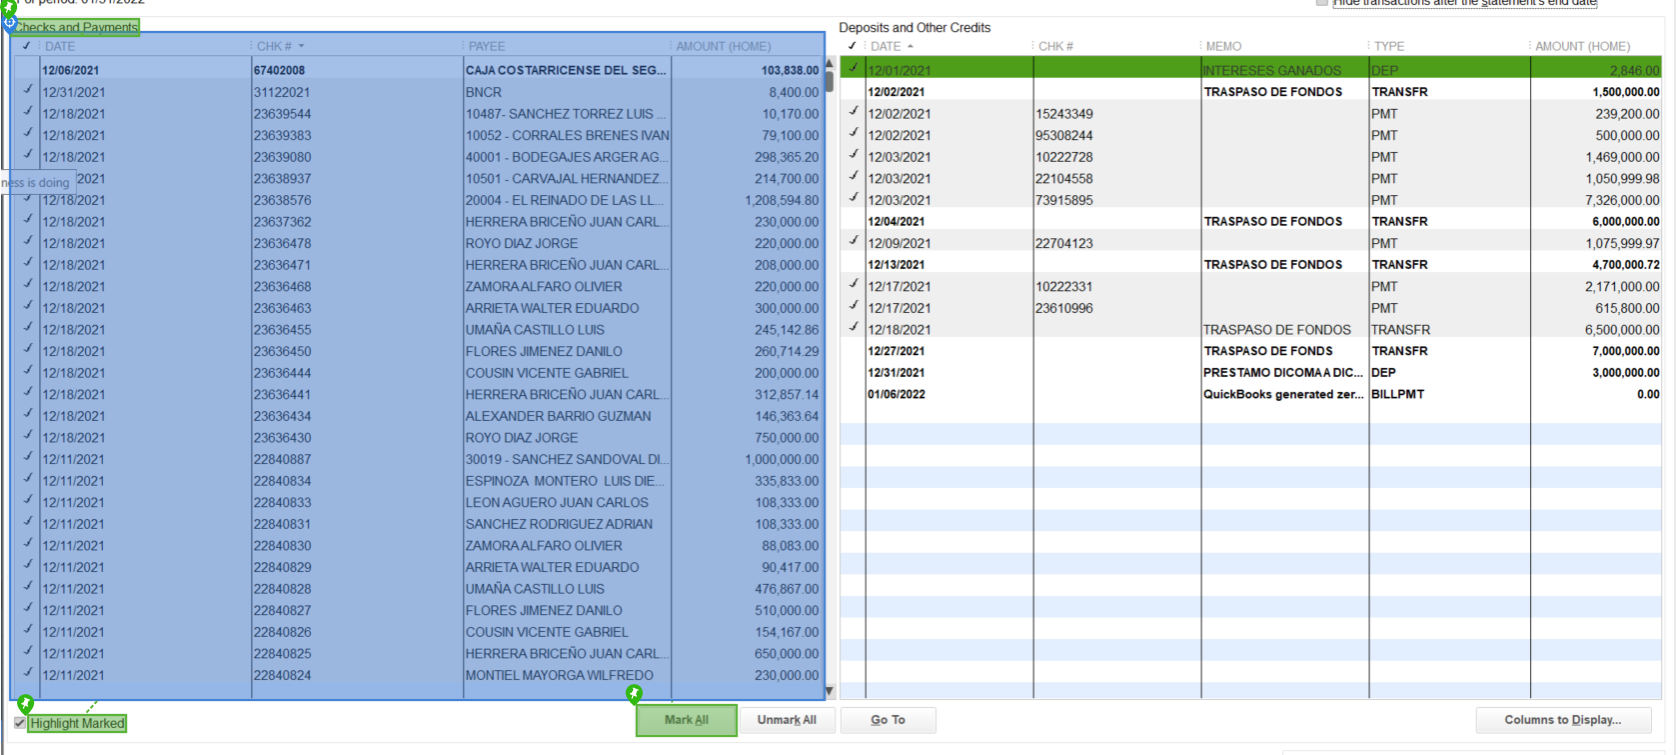 For period: 01/31/2022
Hide transactions after the statement's end date
Checks and Payments
DATE CHK # PAYEE AMOUNT (HOME)
12/06/2021 67402008 CAJA COSTARRICENSE DEL SEG... 103,838.00
12/31/2021 31122021 BNCR 8,400.00
12/18/2021 23639544 10487- SANCHEZ TORREZ LUIS ... 10,170.00
12/18/2021 23639383 10052 - CORRALES BRENES IVAN 79,100.00
12/18/2021 23639080 40001 - BODEGAJES ARGER AG... 298,365.20
ness is doing 2021 23638937 10501 - CARVAJAL HERNANDEZ... 214,700.00
12/18/2021 23638576 20004 - EL REINADO DE LAS LL... 1,208,594.80
12/18/2021 23637362 HERRERA BRICEÑO JUAN CARL... 230,000.00
12/18/2021 23636478 ROYO DIAZ JORGE 220,000.00
12/18/2021 23636471 HERRERA BRICEÑO JUAN CARL... 208,000.00
12/18/2021 23636468 ZAMORA ALFARO OLIVIER 220,000.00
12/18/2021 23636463 ARRIETA WALTER EDUARDO 300,000.00
12/18/2021 23636455 UMAÑA CASTILLO LUIS 245,142.86
12/18/2021 23636450 FLORES JIMENEZ DANILO 260,714.29
12/18/2021 23636444 COUSIN VICENTE GABRIEL 200,000.00
12/18/2021 23636441 HERRERA BRICEÑO JUAN CARL... 312,857.14
12/18/2021 23636434 ALEXANDER BARRIO GUZMAN 146,363.64
12/18/2021 23636430 ROYO DIAZ JORGE 750,000.00
12/11/2021 22840887 30019 - SANCHEZ SANDOVAL DI... 1,000,000.00
12/11/2021 22840834 ESPINOZA MONTERO LUIS DIE... 335,833.00
12/11/2021 22840833 LEON AGUERO JUAN CARLOS 108,333.00
12/11/2021 22840831 SANCHEZ RODRIGUEZ ADRIAN 108,333.00
12/11/2021 22840830 ZAMORA ALFARO OLIVIER 88,083.00
12/11/2021 22840829 ARRIETA WALTER EDUARDO 90,417.00
12/11/2021 22840828 UMAÑA CASTILLO LUIS 476,867.00
12/11/2021 22840827 FLORES JIMENEZ DANILO 510,000.00
12/11/2021 22840826 COUSIN VICENTE GABRIEL 154,167.00
12/11/2021 22840825 HERRERA BRICEÑO JUAN CARL... 650,000.00
12/11/2021 22840824 MONTIEL MAYORGA WILFREDO 230,000.00
Deposits and Other Credits
DATE CHK # MEMO TYPE AMOUNT (HOME)
12/01/2021 INTERESES GANADOS DEP 2,846.00
12/02/2021 TRASPASO DE FONDOS TRANSFR 1,500,000.00
12/02/2021 15243349 PMT 239,200.00
12/02/2021 95308244 PMT 500,000.00
12/03/2021 10222728 PMT 1,469,000.00
12/03/2021 22104558 PMT 1,050,999.98
12/03/2021 73915895 PMT 7,326,000.00
12/04/2021 TRASPASO DE FONDOS TRANSFR 6,000,000.00
12/09/2021 22704123 PMT 1,075,999.97
12/13/2021 TRASPASO DE FONDOS TRANSFR 4,700,000.72
12/17/2021 10222331 PMT 2,171,000.00
12/17/2021 23610996 PMT 615,800.00
12/18/2021 TRASPASO DE FONDOS TRANSFR 6,500,000.00
12/27/2021 TRASPASO DE FONDS TRANSFR 7,000,000.00
12/31/2021 PRESTAMO DICOMA A DIC... DEP 3,000,000.00
01/06/2022 QuickBooks generated zer... BILLPMT 0.00
Highlight Marked Mark All Unmark All Go To Columns to Display...